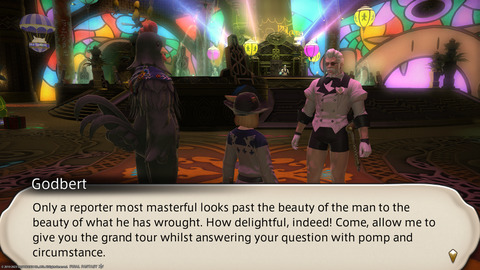 Godbert
Only a reporter most masterful looks past the beauty of the man to the
beauty of what he has wrought. How delightful, indeed! Come, allow me to
give you the grand tour whilst answering your question with pomp and
circumstance.